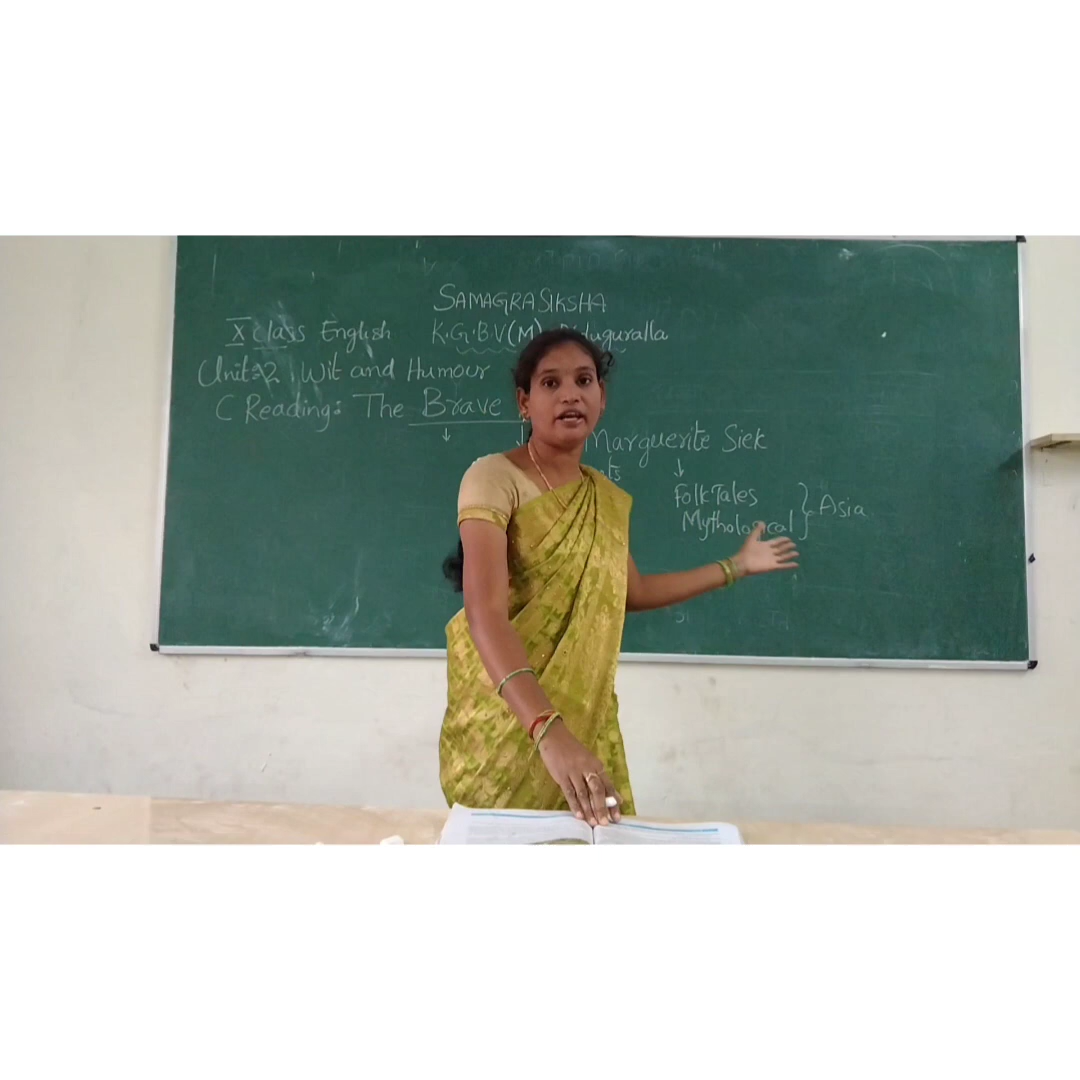 SAMAGRA SIKSHA
X class English K.G.B.V(M)
Unit:2 Wit and Humour
C Reading: The Brave
Marguerite Siek
Folk Tales
Mythological } Asia